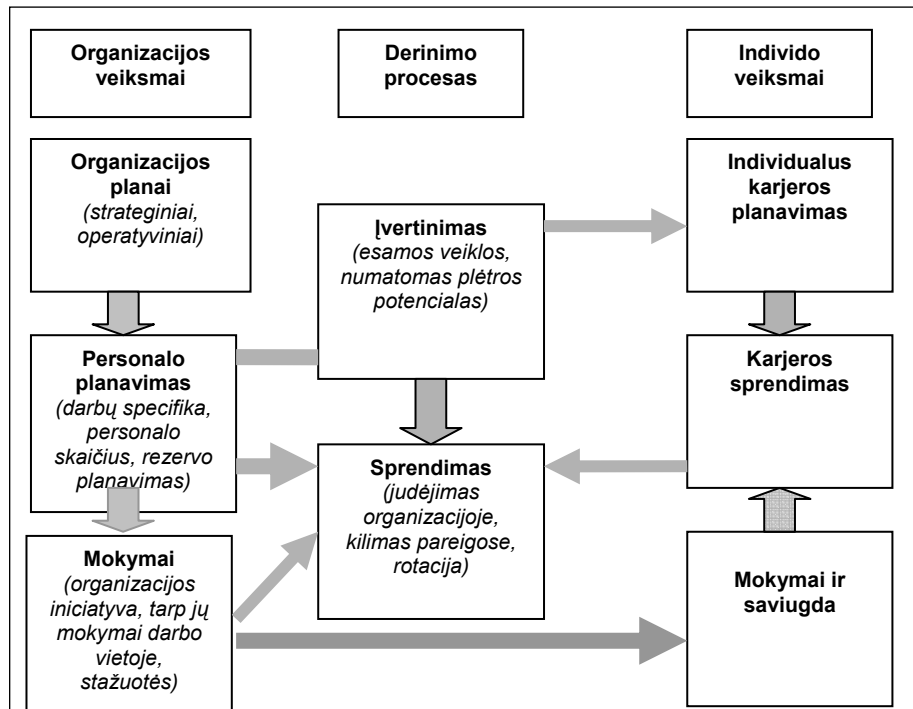 Organizacijos
veiksmai
Derinimo
procesas
Individo
veiksmai
Organizacijos
planai
(strateginiai,
operatyviniai)
Įvertinimas
(esamos veiklos,
numatomas plėtros
potencialas)
Individualus
karjeros
planavimas
Personalo
planavimas
(darbų specifika,
personalo
skaičius, rezervo
planavimas)
Karjeros
sprendimas
Sprendimas
(judėjimas
organizacijoje,
kilimas pareigose,
rotacija)
Mokymai
(organizacijos
iniciatyva, tarp jų
mokymai darbo
vietoje,
stažuotės)
Mokymai ir
saviugda